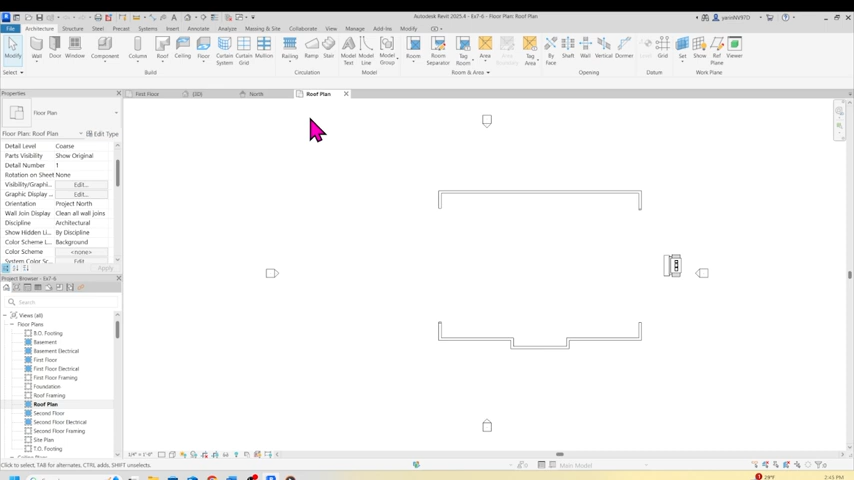 Autodesk Revit 2025.4 - Ex7-6 - Floor Plan: Roof Plan
yarinNV97D
File Architecture Structure Steel Precast Systems Insert Annotate Analyze Massing & Site Collaborate View Manage Add-Ins Modify
Modify Wall Door Window Component Column Roof Ceiling Floor Curtain System Curtain Grid Mullion Railing Ramp Stair Model Text Model Line Model Group Room Room Separator Tag Room Area Area Boundary Tag Area By Face Shaft Wall Vertical Dormer Level Grid Set Show Ref Plane Viewer
Select Build Circulation Model Room & Area Opening Datum Work Plane
Properties
First Floor
{3D}
North
Roof Plan
Floor Plan
Floor Plan: Roof Plan Edit Type
Detail Level Coarse
Parts Visibility Show Original
Detail Number 1
Rotation on Sheet None
Visibility/Graphi... Edit...
Graphic Display ... Edit...
Orientation Project North
Wall Join Display Clean all wall joins
Discipline Architectural
Show Hidden Li... By Discipline
Color Scheme L... Background
Color Scheme <none>
System Color Sc... Edit...
Apply
Project Browser - Ex7-6
Search
Views (all)
Floor Plans
B.O. Footing
Basement
Basement Electrical
First Floor
First Floor Electrical
First Floor Framing
Foundation
Roof Framing
Roof Plan
Second Floor
Second Floor Electrical
Second Floor Framing
Site Plan
T.O. Footing
Ceiling Plans
1/4" = 1'-0"
Click to select, TAB for alternates, CTRL adds, SHIFT unselects.
Main Model
Search
29°F
2:43 PM